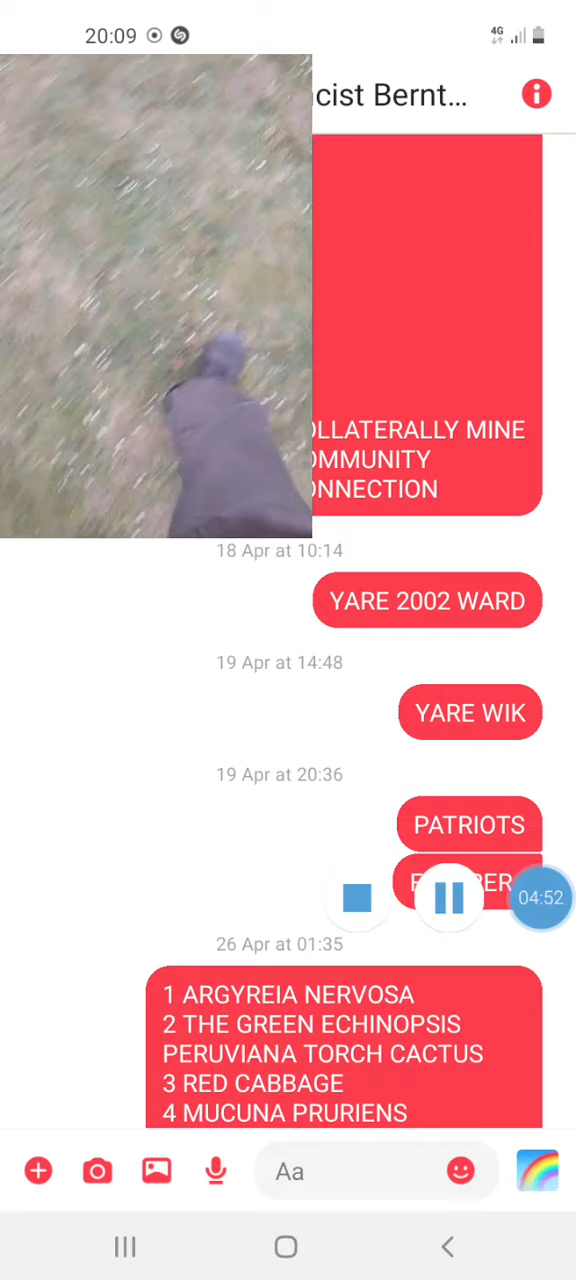 20:09
4G
cist Bernt...
OLLATERALLY MINE
OMMUNITY
ONNECTION
18 Apr at 10:14
YARE 2002 WARD
19 Apr at 14:48
YARE WIK
19 Apr at 20:36
PATRIOTS
04:52
26 Apr at 01:35
1 ARGYREIA NERVOSA
2 THE GREEN ECHINOPSIS
PERUVIANA TORCH CACTUS
3 RED CABBAGE
4 MUCUNA PRURIENS
Aa